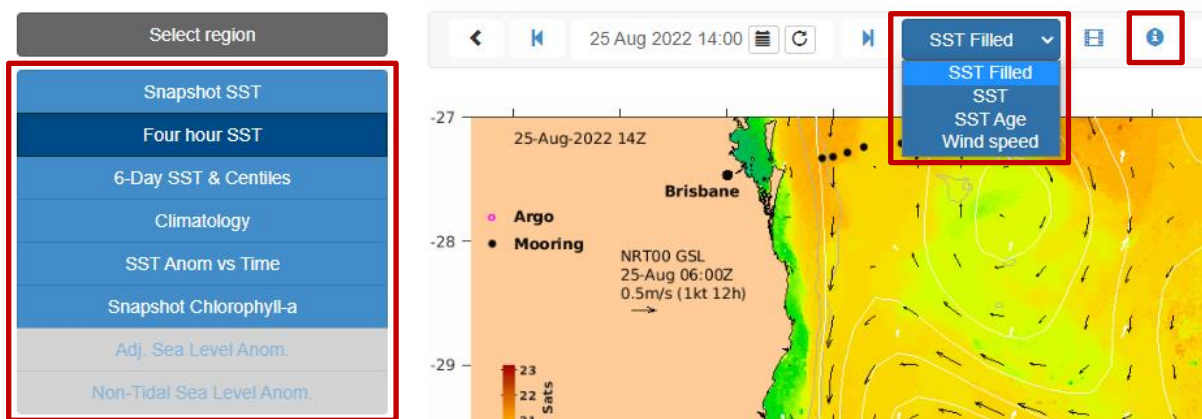 Select region
Snapshot SST
Four hour SST
6-Day SST & Centiles
Climatology
SST Anom vs Time
Snapshot Chlorophyll-a
Adj. Sea Level Anom.
Non-Tidal Sea Level Anom.
25 Aug 2022 14:00
SST Filled
SST Filled
SST
SST Age
Wind speed
-27
25-Aug-2022 14Z
Brisbane
Argo
Mooring
-28
NRT00 GSL
25-Aug 06:00Z
0.5m/s (1kt 12h)
-29
23
22
Sats